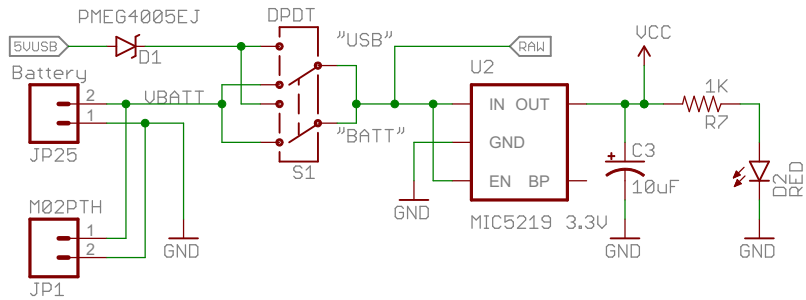 PMEG4005EJ
DPDT
5VUSB
D1
"USB"
RAW
VCC
Battery
2
VBATT
1
JP25
"BATT"
S1
U2
IN OUT
GND
EN BP
MIC5219 3.3V
GND
1K
R7
C3
10uF
GND
D2
RED
GND
M02PTH
1
2
JP1
GND